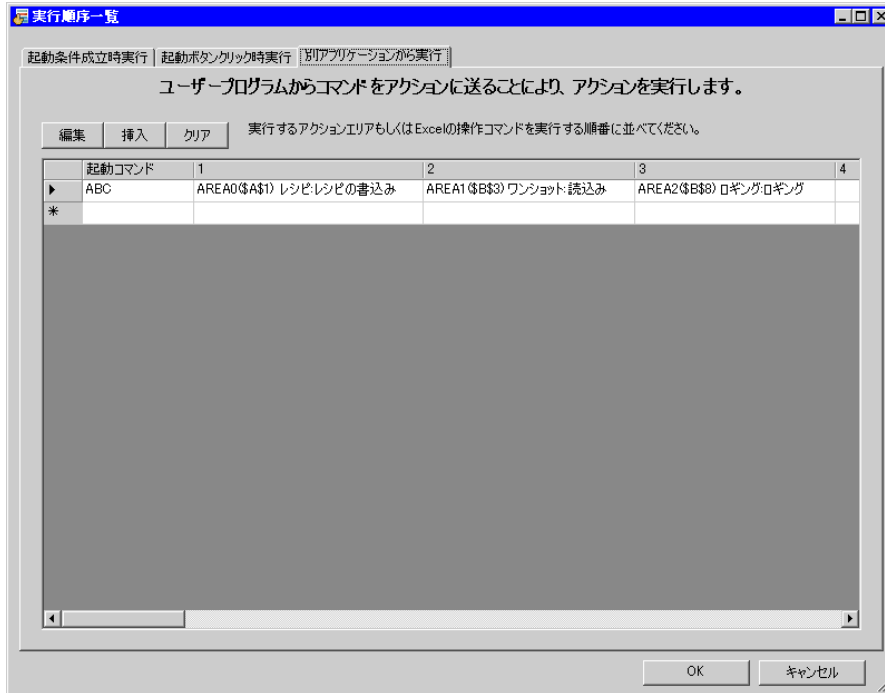 実行順序一覧
起動条件成立時実行 起動ボタンクリック時実行 別アプリケーションから実行
ユーザープログラムからコマンドをアクションに送ることにより、アクションを実行します。
編集 挿入 クリア 実行するアクションエリアもしくはExcelの操作コマンドを実行する順番に並べてください。
起動コマンド 1 2 3 4
ABC AREA0($A$1) レシピ:レシピの書込み AREA1($B$3) ワンショット:読込み AREA2($B$8) ロギング:ロギング
OK キャンセル